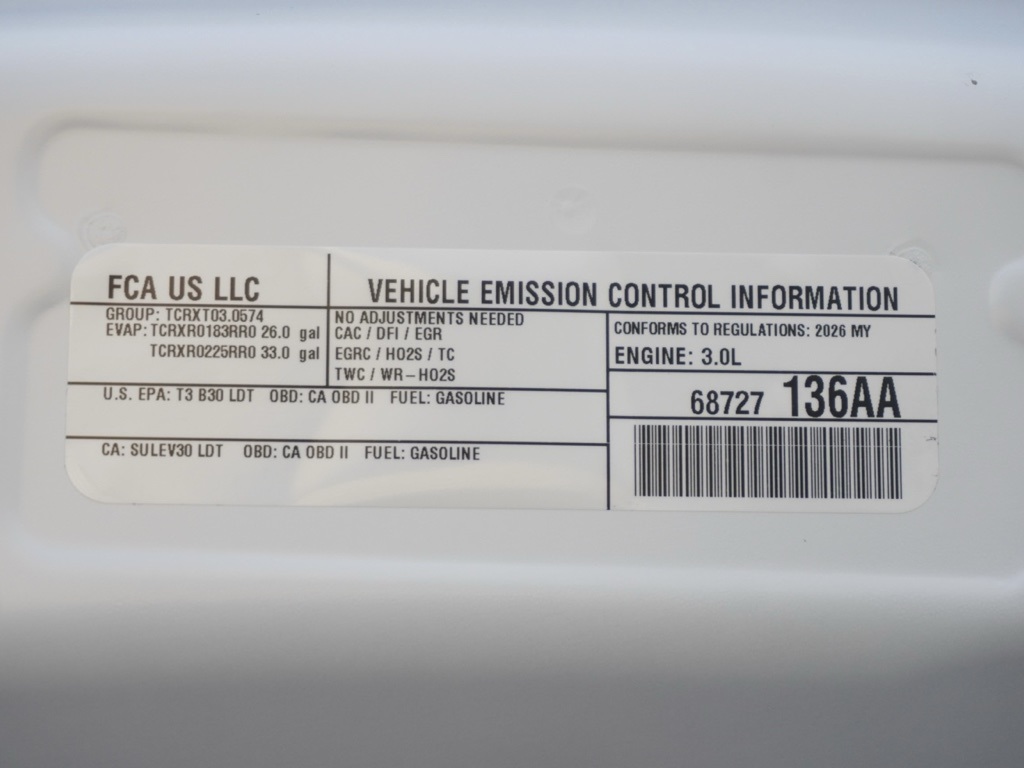 FCA US LLC
VEHICLE EMISSION CONTROL INFORMATION
GROUP: TCRXT03.0574
EVAP: TCRXR0183RR0 26.0 gal
TCRXR0225RR0 33.0 gal
NO ADJUSTMENTS NEEDED
CAC / DFI / EGR
EGRC / HO2S / TC
TWC / WR-HO2S
CONFORMS TO REGULATIONS: 2026 MY
ENGINE: 3.0L
U.S. EPA: T3 B30 LDT OBD: CA OBD II FUEL: GASOLINE
68727 136AA
CA: SULEV30 LDT OBD: CA OBD II FUEL: GASOLINE